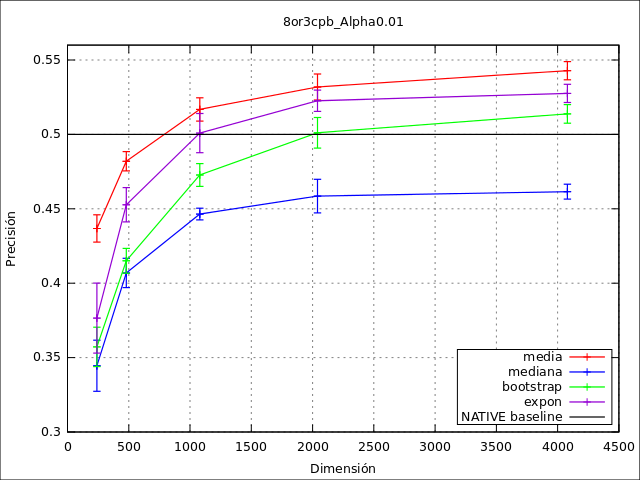 8or3cpb_Alpha0.01
Precisión
0.55
0.5
0.45
0.4
0.35
0.3
0 500 1000 1500 2000 2500 3000 3500 4000 4500
Dimensión
media
mediana
bootstrap
expon
NATIVE baseline